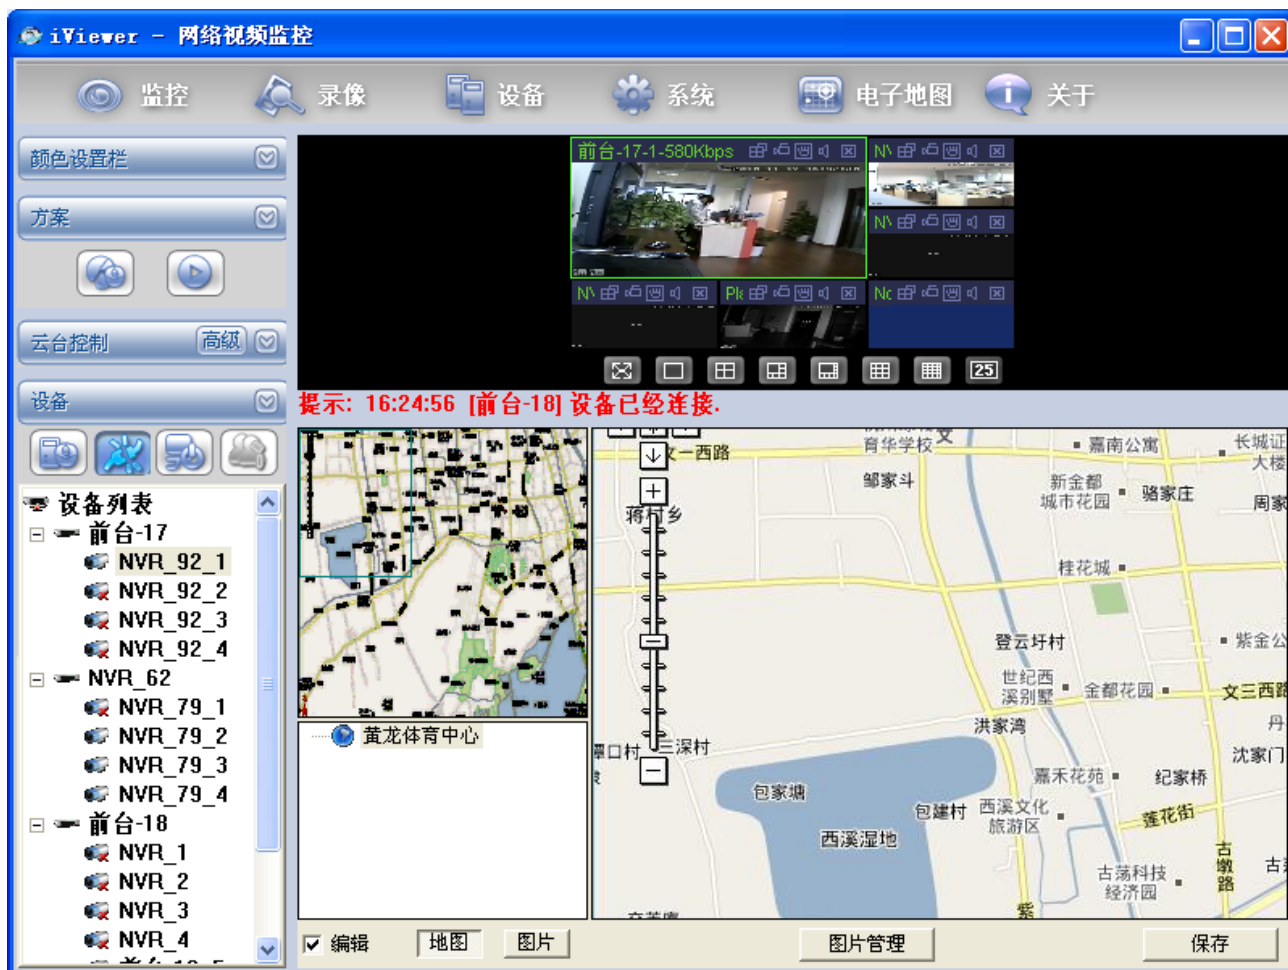 iViewer - 网络视频监控
监控 录像 设备 系统 电子地图 关于
颜色设置栏
方案
云台控制 高级
设备
前台-17-1-580Kbps
25
提示: 16:24:56 [前台-18] 设备已经连接.
设备列表
前台-17
NVR_92_1
NVR_92_2
NVR_92_3
NVR_92_4
NVR_62
NVR_79_1
NVR_79_2
NVR_79_3
NVR_79_4
前台-18
NVR_1
NVR_2
NVR_3
NVR_4
黄龙体育中心
文一西路
育华学校
嘉南公寓
长城证
大楼
邹家斗
新金都
城市花园
骆家庄
周家
蒋村乡
桂花城
登云圩村
紫金公
世纪西
溪别墅
金都花园
文三西路
洪家湾
丹
沈家门
三深村
嘉禾花苑
纪家桥
包家塘
包建村
西溪文化
旅游区
莲花街
西溪湿地
古墩路
古荡科技
经济园
古
紫
编辑 地图 图片 图片管理 保存